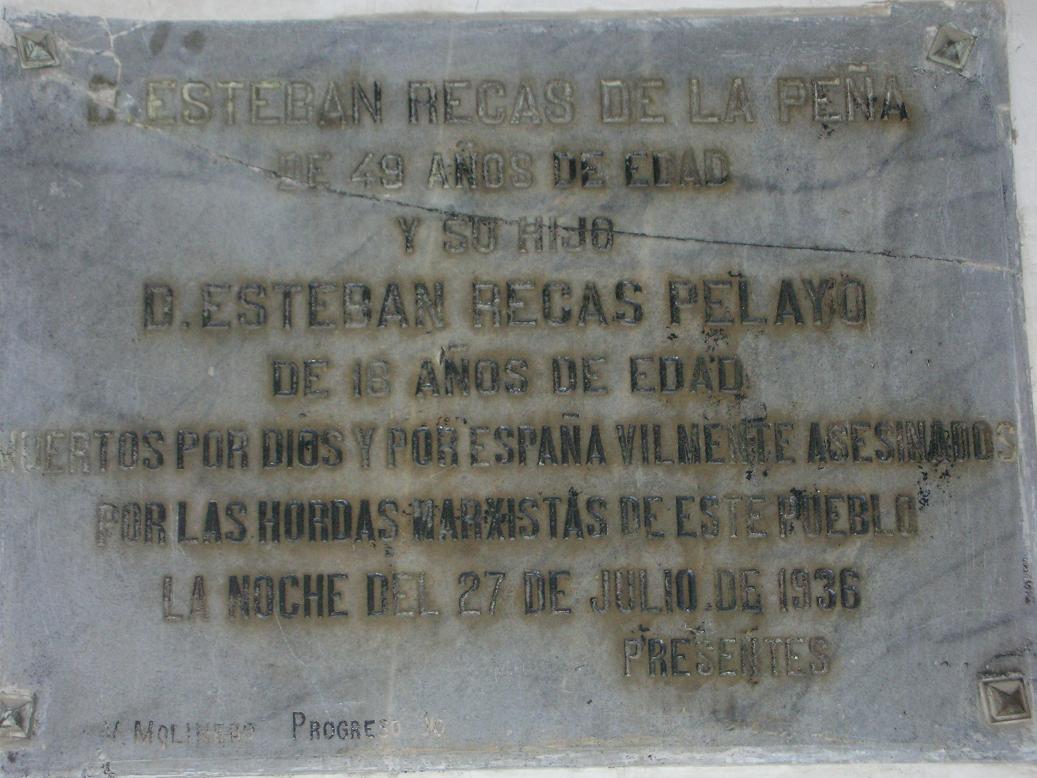 D. ESTEBAN RECAS DE LA PEÑA
DE 49 AÑOS DE EDAD
Y SU HIJO
D. ESTEBAN RECAS PELAYO
DE 18 AÑOS DE EDAD
MUERTOS POR DIOS Y POR ESPAÑA VILMENTE ASESINADOS
POR LAS HORDAS MARXISTAS DE ESTE PUEBLO
LA NOCHE DEL 27 DE JULIO DE 1936
PRESENTES
MOLINERO PROGRESO